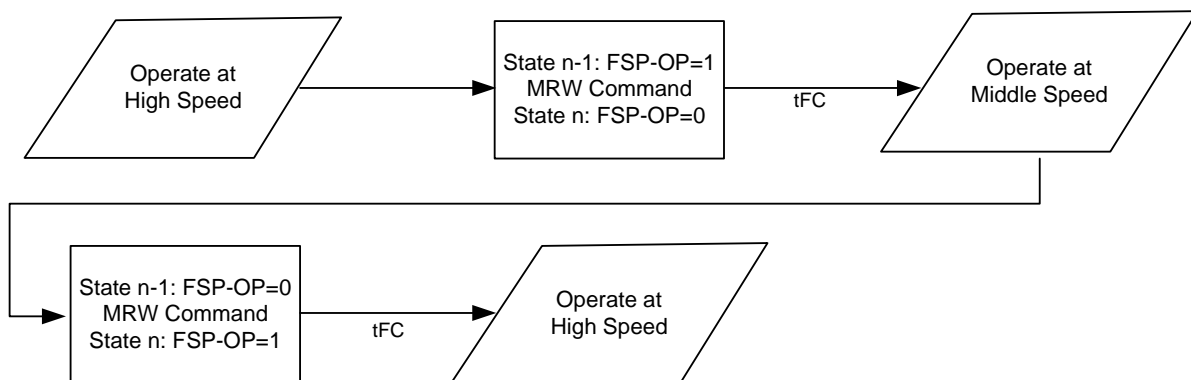 Operate at
High Speed
State n-1: FSP-OP=1
MRW Command
State n: FSP-OP=0
tFC
Operate at
Middle Speed
State n-1: FSP-OP=0
MRW Command
State n: FSP-OP=1
tFC
Operate at
High Speed